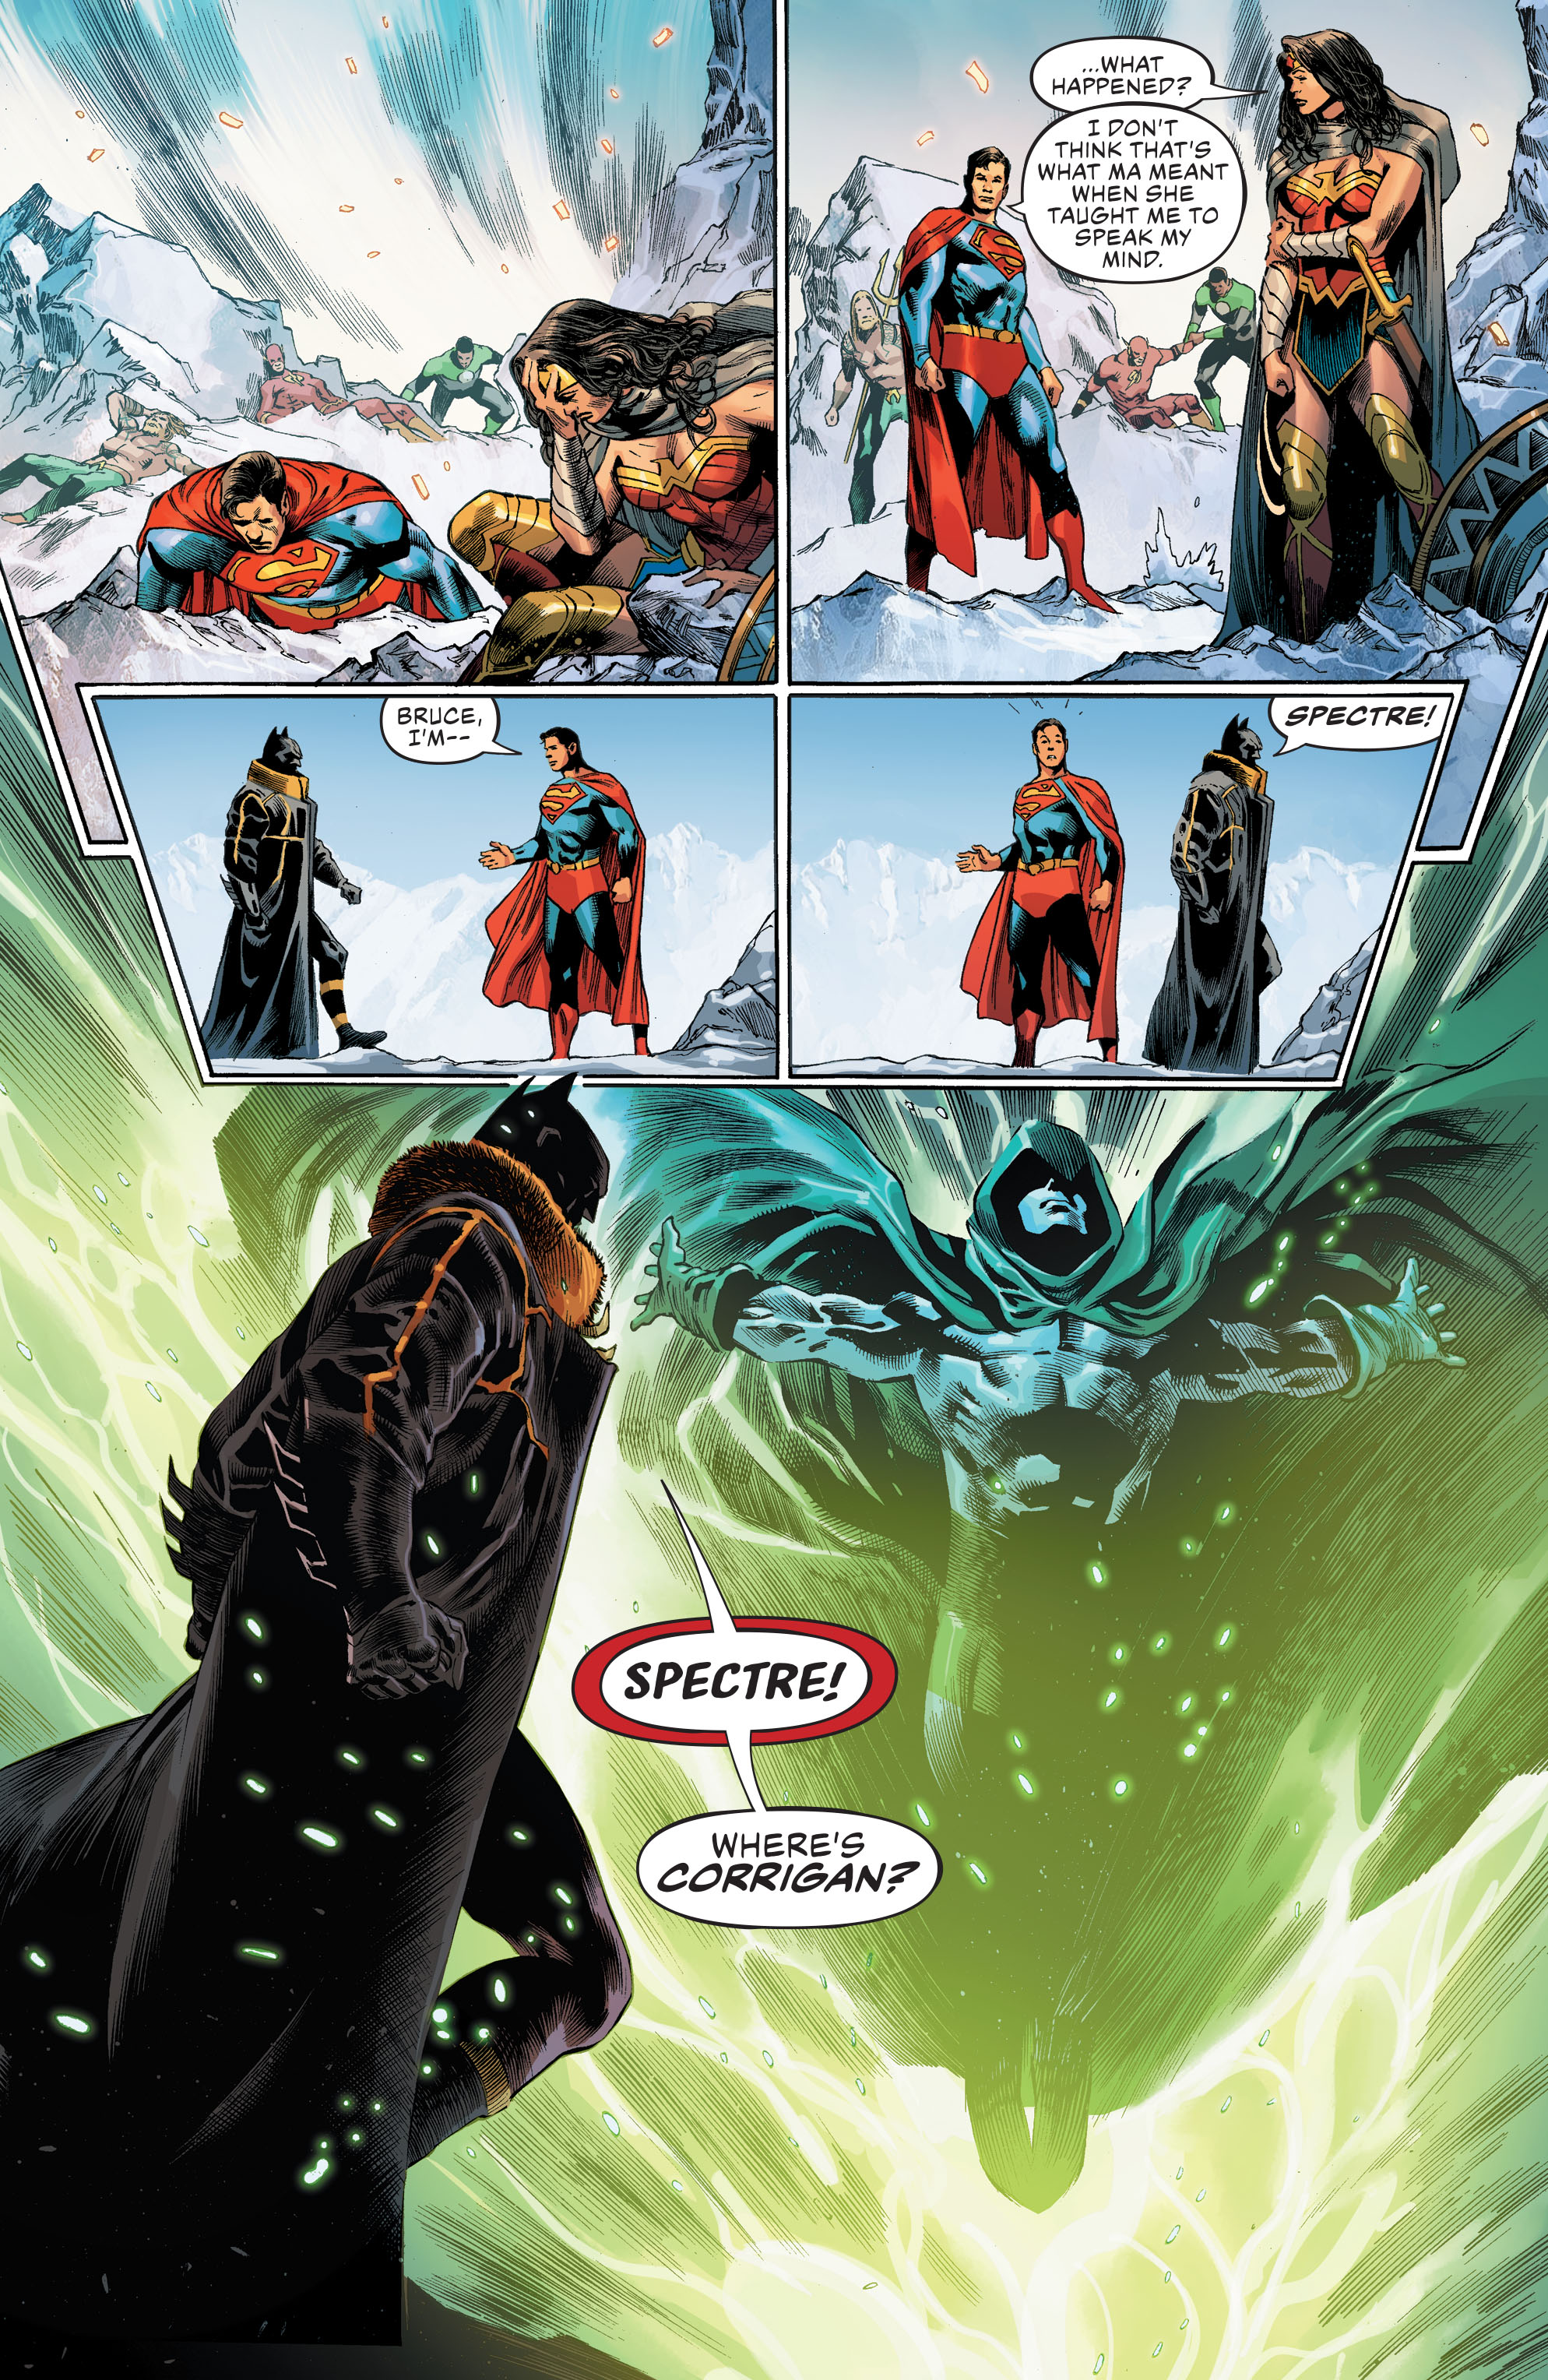 ...WHAT
HAPPENED?
I DON'T
THINK THAT'S
WHAT MA MEANT
WHEN SHE
TAUGHT ME TO
SPEAK MY
MIND.
BRUCE,
I'M--
SPECTRE!
SPECTRE!
WHERE'S
CORRIGAN?